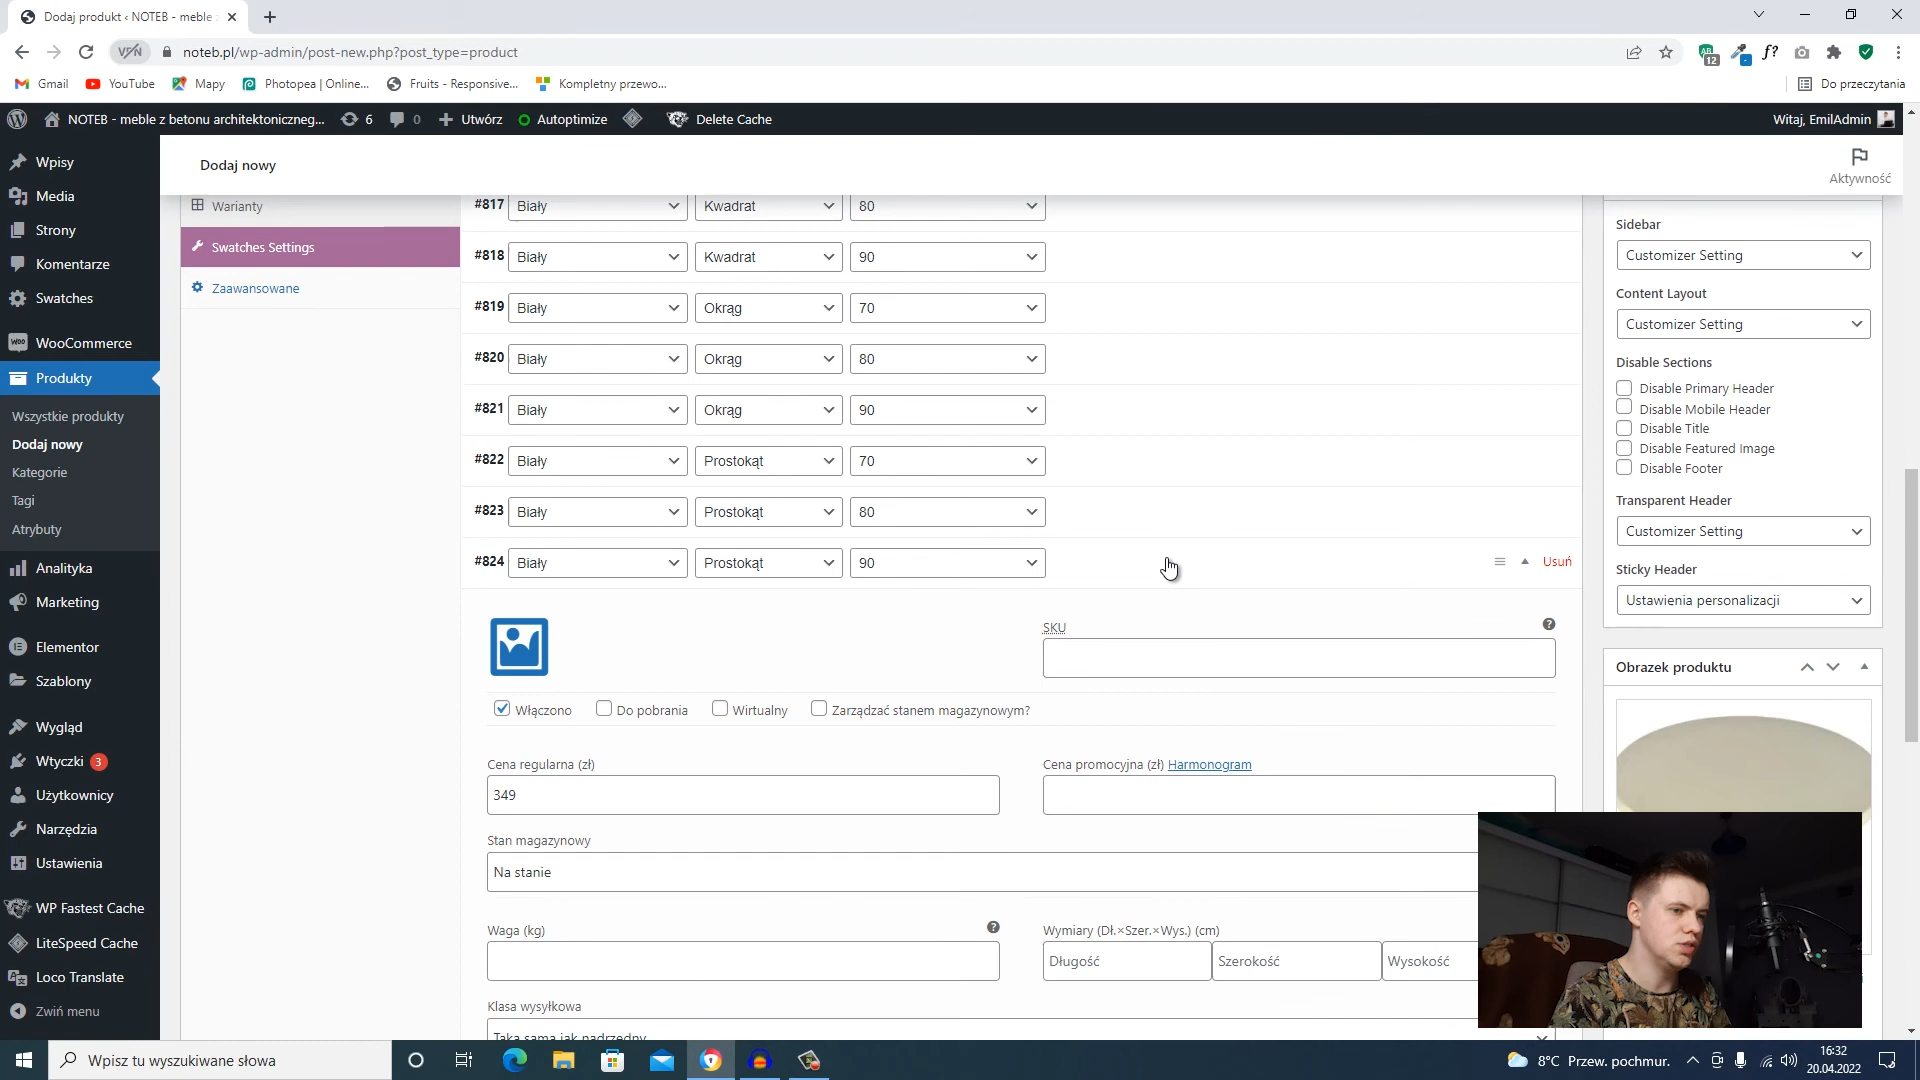 Dodaj produkt ‹ NOTEB - meble
noteb.pl/wp-admin/post-new.php?post_type=product
VPN
12
f?
Gmail
YouTube
Mapy
Photopea | Online...
Fruits - Responsive...
Kompletny przewo...
Do przeczytania
NOTEB - meble z betonu architektoniczneg...
6
0
Utwórz
Autoptimize
Delete Cache
Witaj, EmilAdmin
Wpisy
Media
Strony
Komentarze
Swatches
WooCommerce
Produkty
Wszystkie produkty
Dodaj nowy
Kategorie
Tagi
Atrybuty
Analityka
Marketing
Elementor
Szablony
Wygląd
Wtyczki 3
Użytkownicy
Narzędzia
Ustawienia
WP Fastest Cache
LiteSpeed Cache
Loco Translate
Zwiń menu
Dodaj nowy
Aktywność
Warianty
Swatches Settings
Zaawansowane
#817 Biały Kwadrat 80
#818 Biały Kwadrat 90
#819 Biały Okrąg 70
#820 Biały Okrąg 80
#821 Biały Okrąg 90
#822 Biały Prostokąt 70
#823 Biały Prostokąt 80
#824 Biały Prostokąt 90
Usuń
SKU
Włączono
Do pobrania
Wirtualny
Zarządzać stanem magazynowym?
Cena regularna (zł)
349
Cena promocyjna (zł) Harmonogram
Stan magazynowy
Na stanie
Waga (kg)
Wymiary (Dł.×Szer.×Wys.) (cm)
Długość
Szerokość
Wysokość
Klasa wysyłkowa
Taka sama jak nadrzędny
Sidebar
Customizer Setting
Content Layout
Customizer Setting
Disable Sections
Disable Primary Header
Disable Mobile Header
Disable Title
Disable Featured Image
Disable Footer
Transparent Header
Customizer Setting
Sticky Header
Ustawienia personalizacji
Obrazek produktu
Wpisz tu wyszukiwane słowa
8°C Przew. pochmur.
16:32
20.04.2022